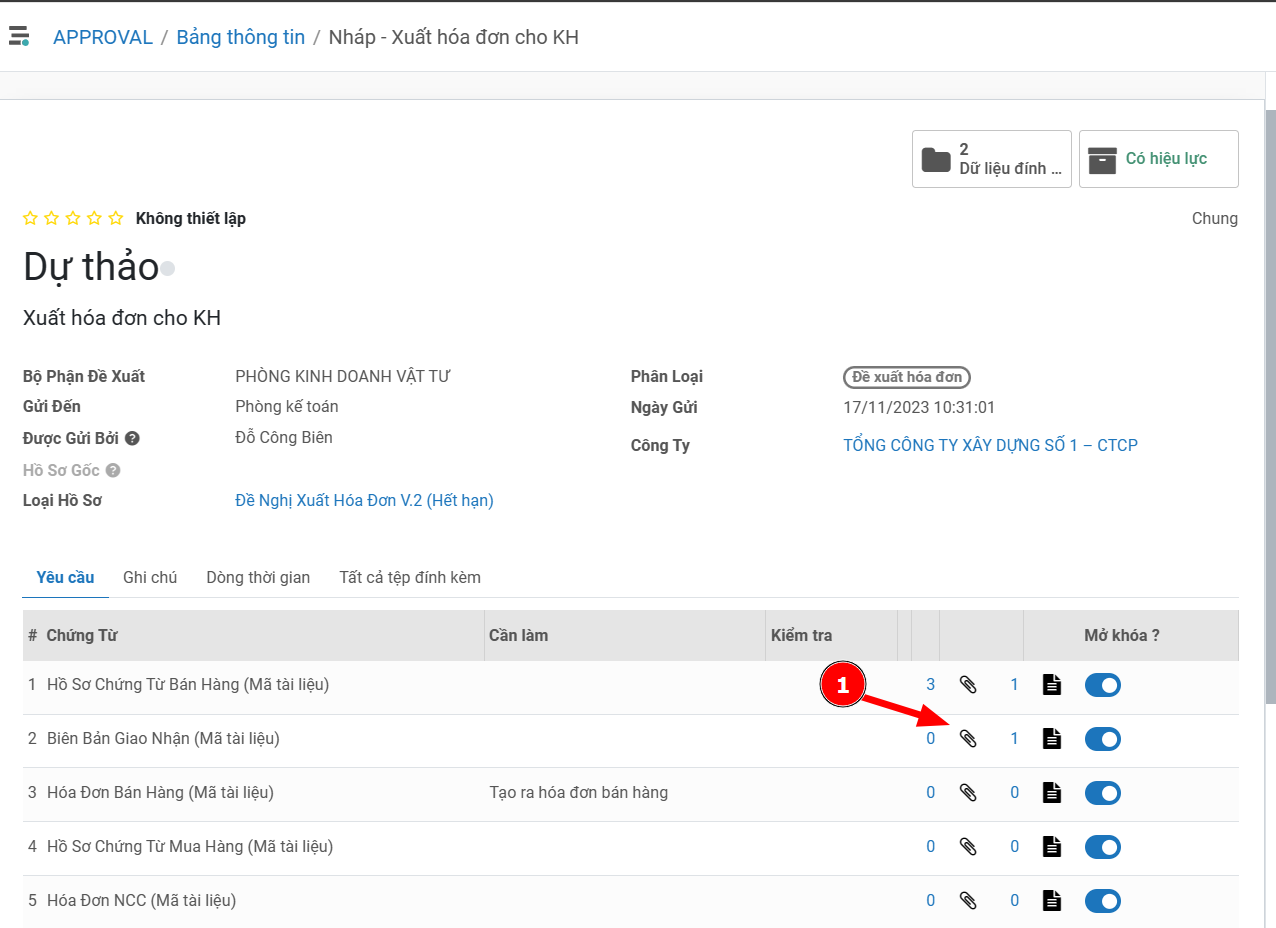 APPROVAL / Bảng thông tin / Nháp - Xuất hóa đơn cho KH
2
Dữ liệu đính ...
Có hiệu lực
Không thiết lập
Chung
Dự thảo
Xuất hóa đơn cho KH
Bộ Phận Đề Xuất PHÒNG KINH DOANH VẬT TƯ
Phân Loại Đề xuất hóa đơn
Gửi Đến Phòng kế toán
Ngày Gửi 17/11/2023 10:31:01
Được Gửi Bởi ? Đỗ Công Biên
Công Ty TỔNG CÔNG TY XÂY DỰNG SỐ 1 – CTCP
Hồ Sơ Gốc ?
Loại Hồ Sơ Đề Nghị Xuất Hóa Đơn V.2 (Hết hạn)
Yêu cầu Ghi chú Dòng thời gian Tất cả tệp đính kèm
# Chứng Từ Cần làm Kiểm tra Mở khóa ?
1 Hồ Sơ Chứng Từ Bán Hàng (Mã tài liệu) 3 1
1
2 Biên Bản Giao Nhận (Mã tài liệu) 0 1
3 Hóa Đơn Bán Hàng (Mã tài liệu) Tạo ra hóa đơn bán hàng 0 0
4 Hồ Sơ Chứng Từ Mua Hàng (Mã tài liệu) 0 0
5 Hóa Đơn NCC (Mã tài liệu) 0 0